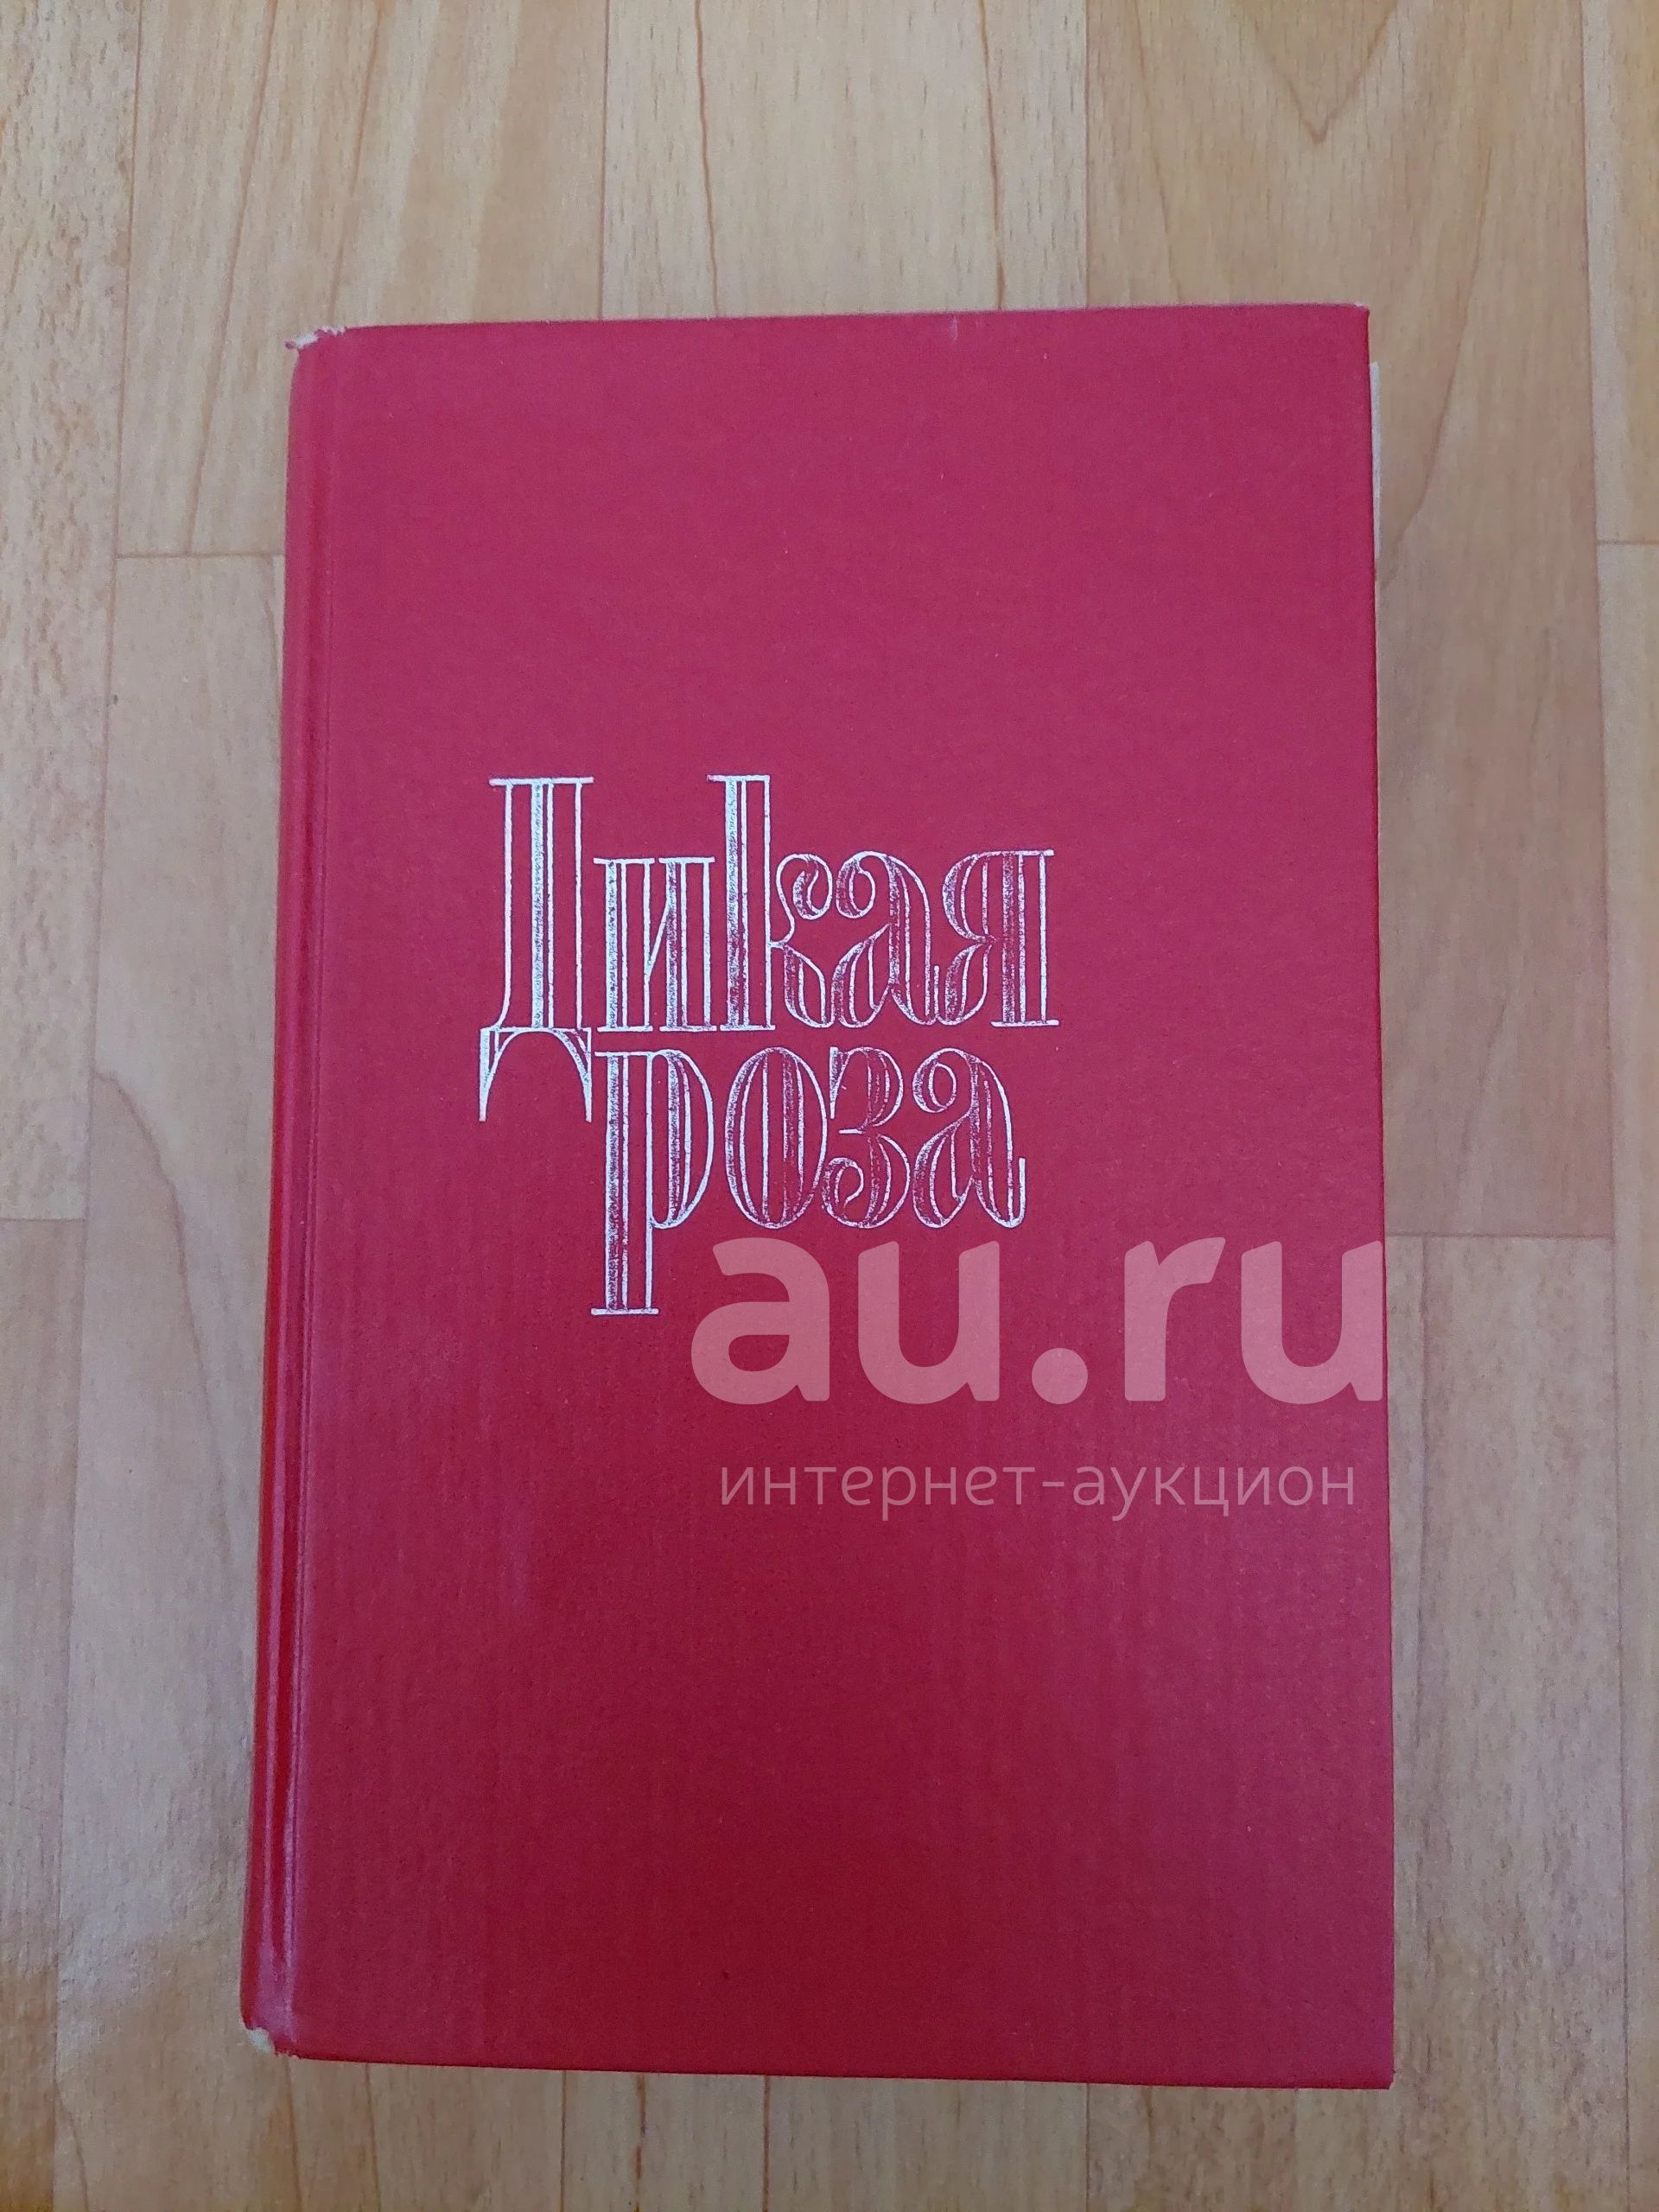 Дикая
роза
au.ru
интернет-аукцион